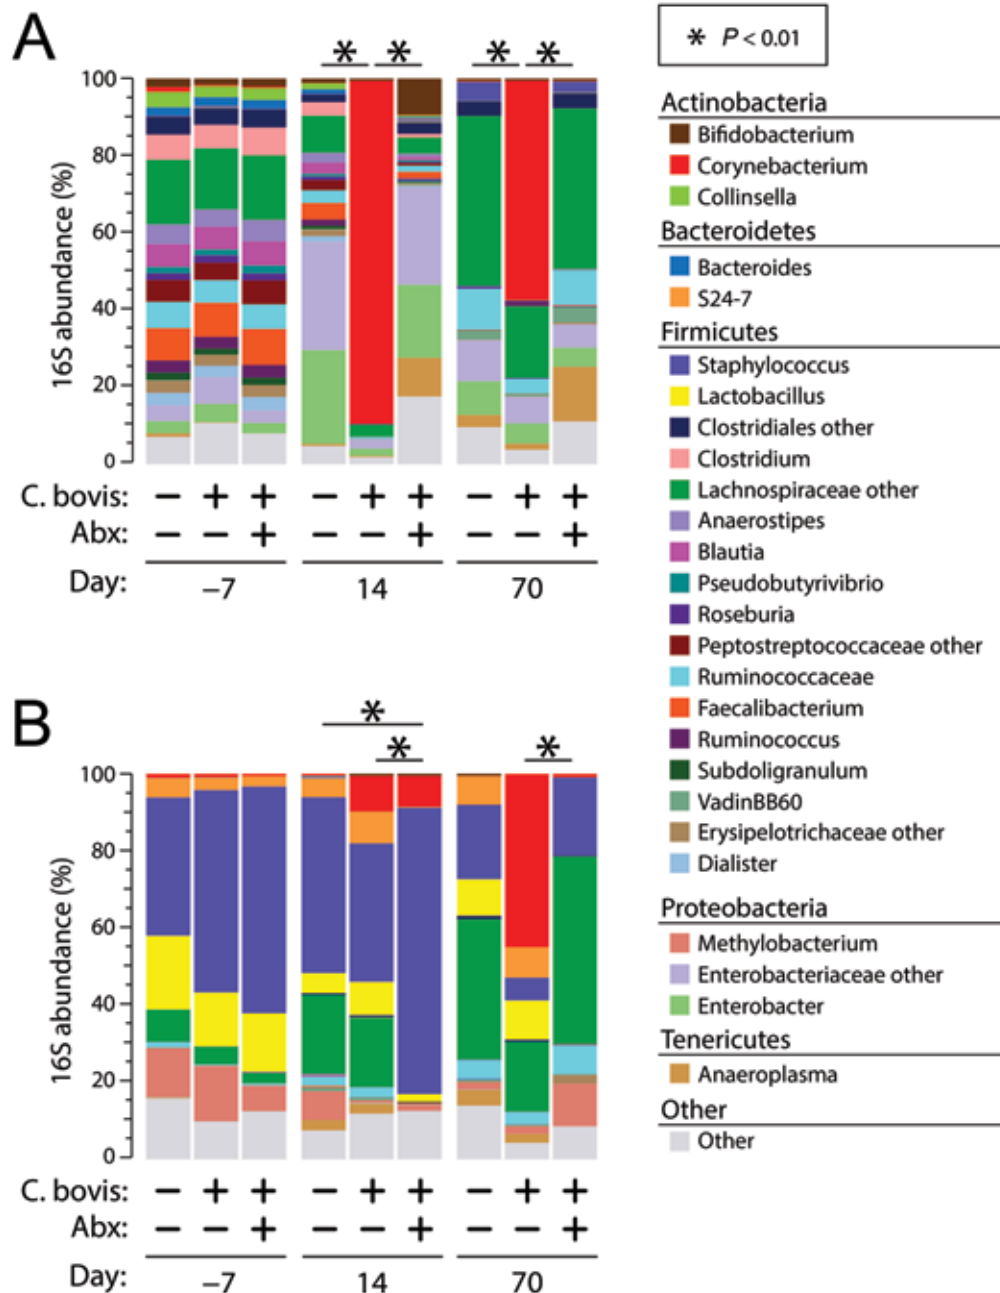 A
* *
* *
* P < 0.01
16S abundance (%)
100
80
60
40
20
0
C. bovis: − + + − + + − + +
Abx: − − + − − + − − +
Day: −7 14 70
B
*
* *
16S abundance (%)
100
80
60
40
20
0
C. bovis: − + + − + + − + +
Abx: − − + − − + − − +
Day: −7 14 70
Actinobacteria
Bifidobacterium
Corynebacterium
Collinsella
Bacteroidetes
Bacteroides
S24-7
Firmicutes
Staphylococcus
Lactobacillus
Clostridiales other
Clostridium
Lachnospiraceae other
Anaerostipes
Blautia
Pseudobutyrivibrio
Roseburia
Peptostreptococcaceae other
Ruminococcaceae
Faecalibacterium
Ruminococcus
Subdoligranulum
VadinBB60
Erysipelotrichaceae other
Dialister
Proteobacteria
Methylobacterium
Enterobacteriaceae other
Enterobacter
Tenericutes
Anaeroplasma
Other
Other